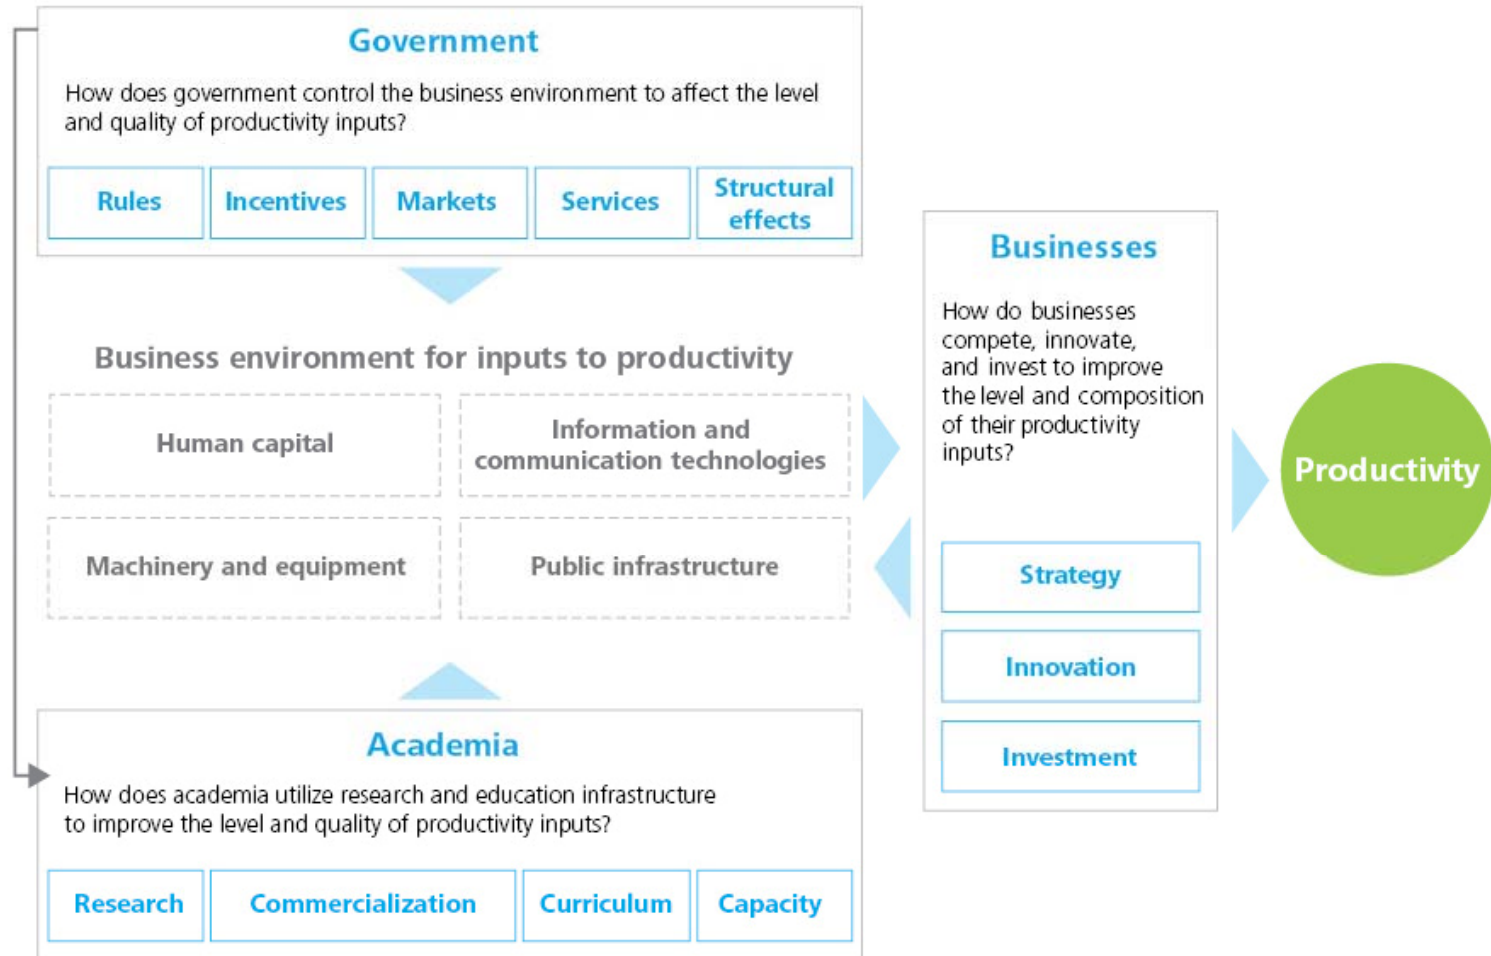 Government
How does government control the business environment to affect the level
and quality of productivity inputs?
Rules
Incentives
Markets
Services
Structural
effects
Business environment for inputs to productivity
Human capital
Information and
communication technologies
Machinery and equipment
Public infrastructure
Academia
How does academia utilize research and education infrastructure
to improve the level and quality of productivity inputs?
Research
Commercialization
Curriculum
Capacity
Businesses
How do businesses
compete, innovate,
and invest to improve
the level and composition
of their productivity
inputs?
Strategy
Innovation
Investment
Productivity